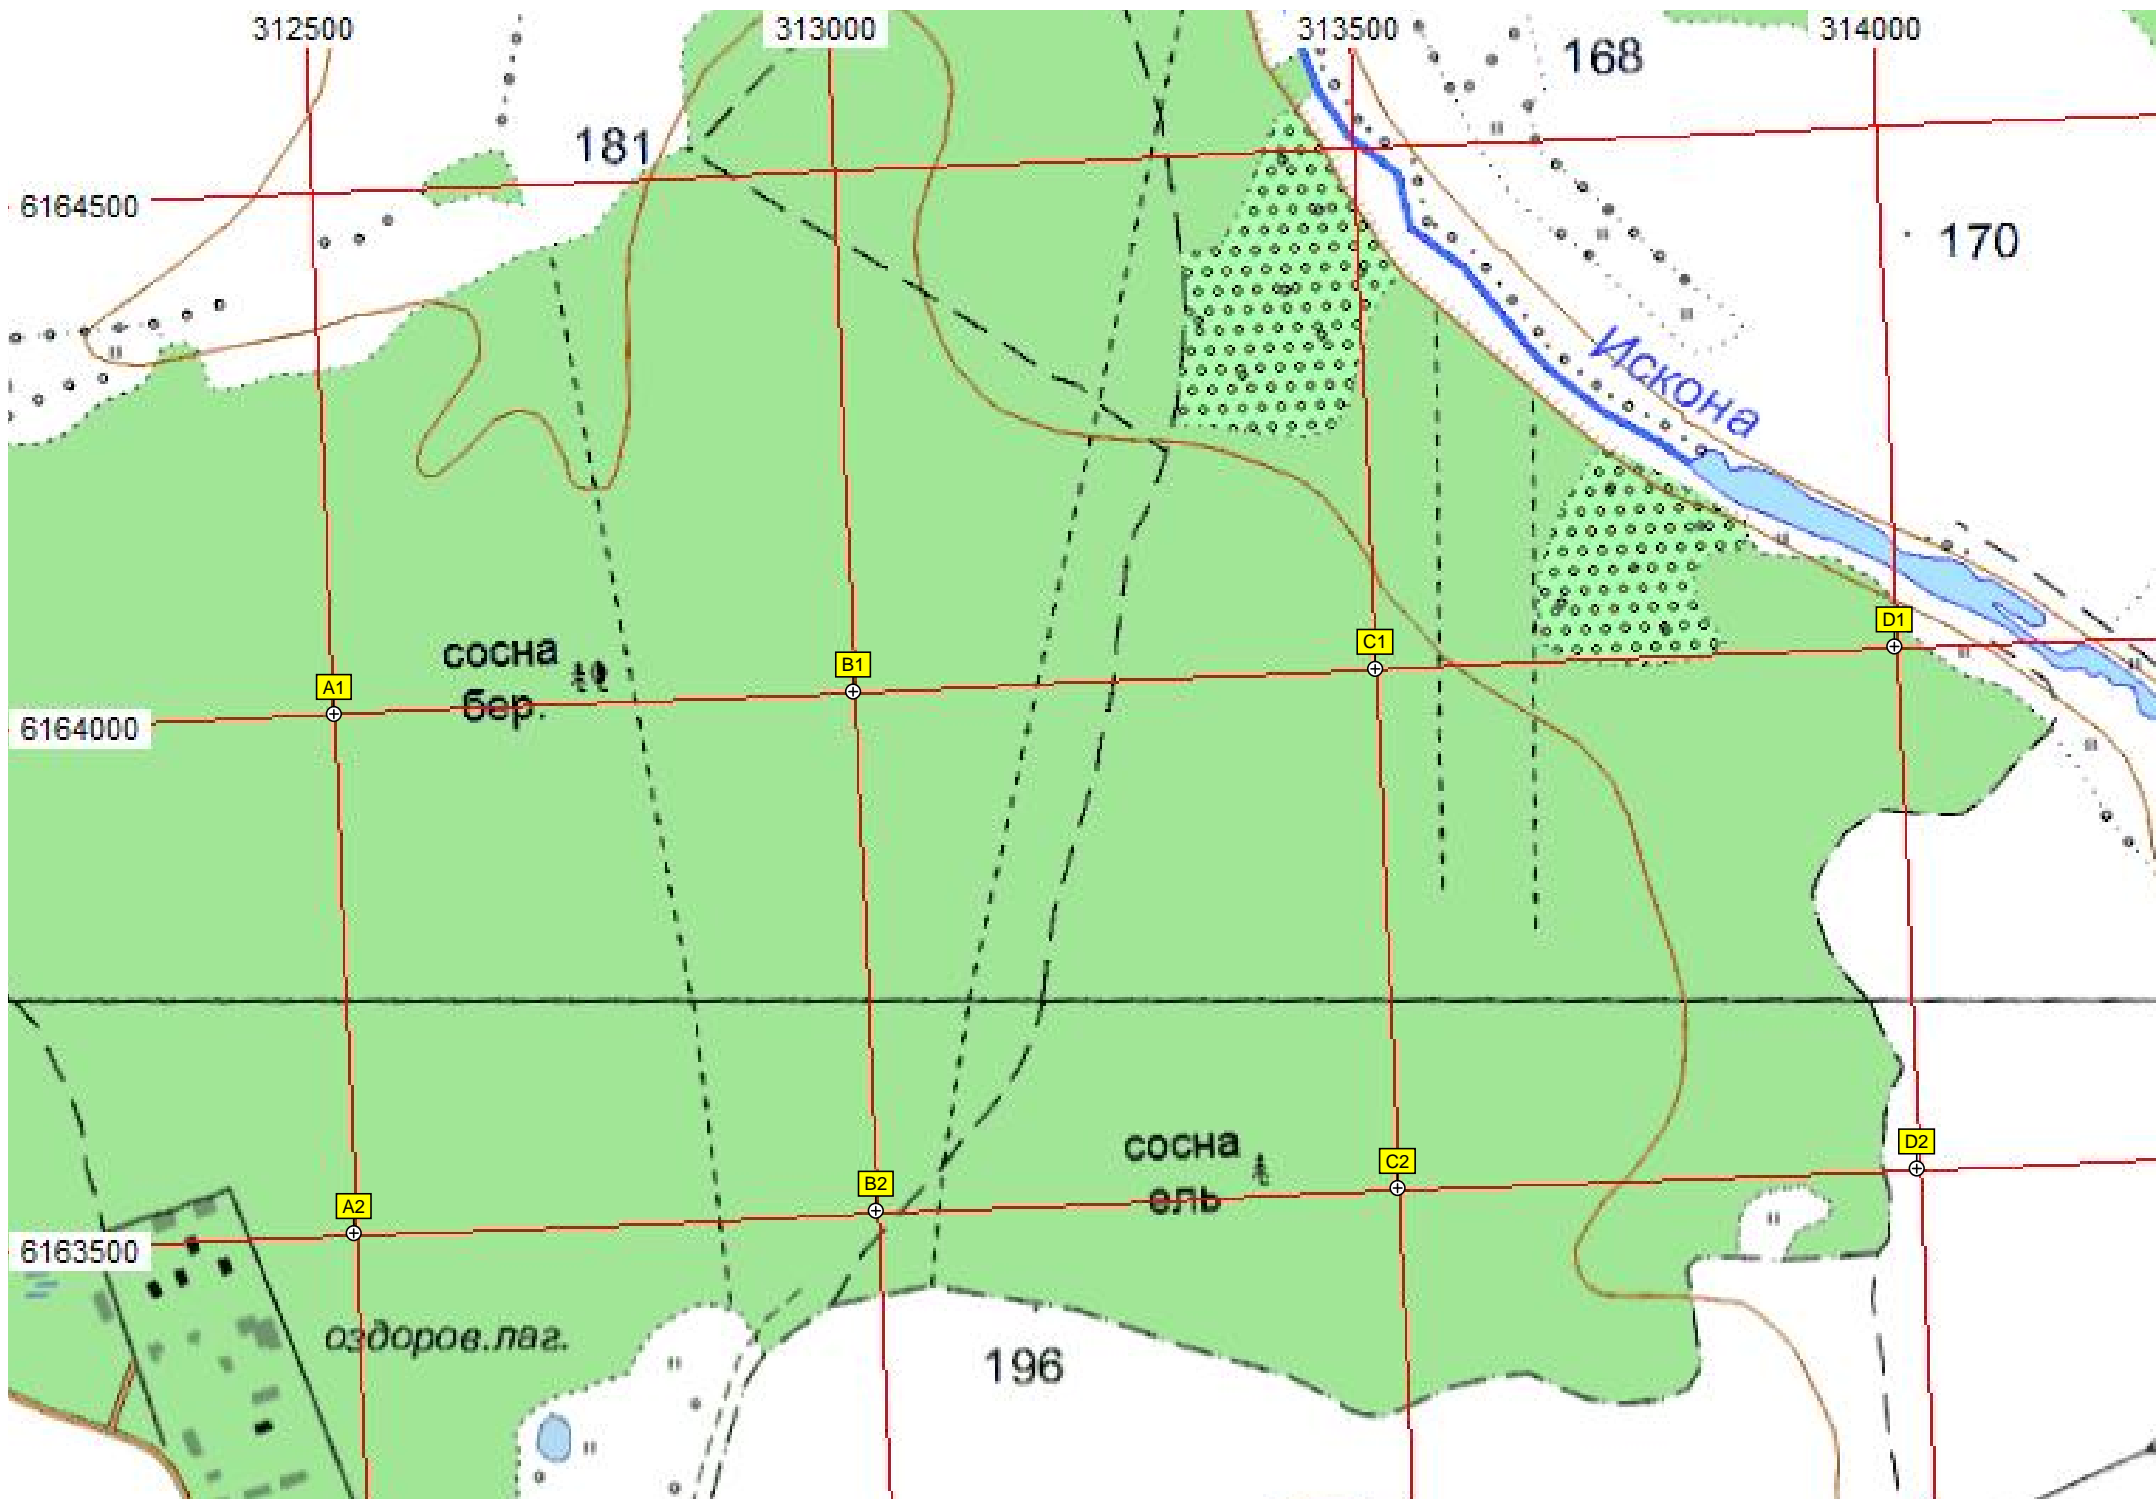 312500
313000
313500
314000
168
181
6164500
170
Искона
D1
C1
сосна
B1
A1
бер.
6164000
D2
сосна
C2
B2
ель
A2
6163500
оздоров.лаг.
196